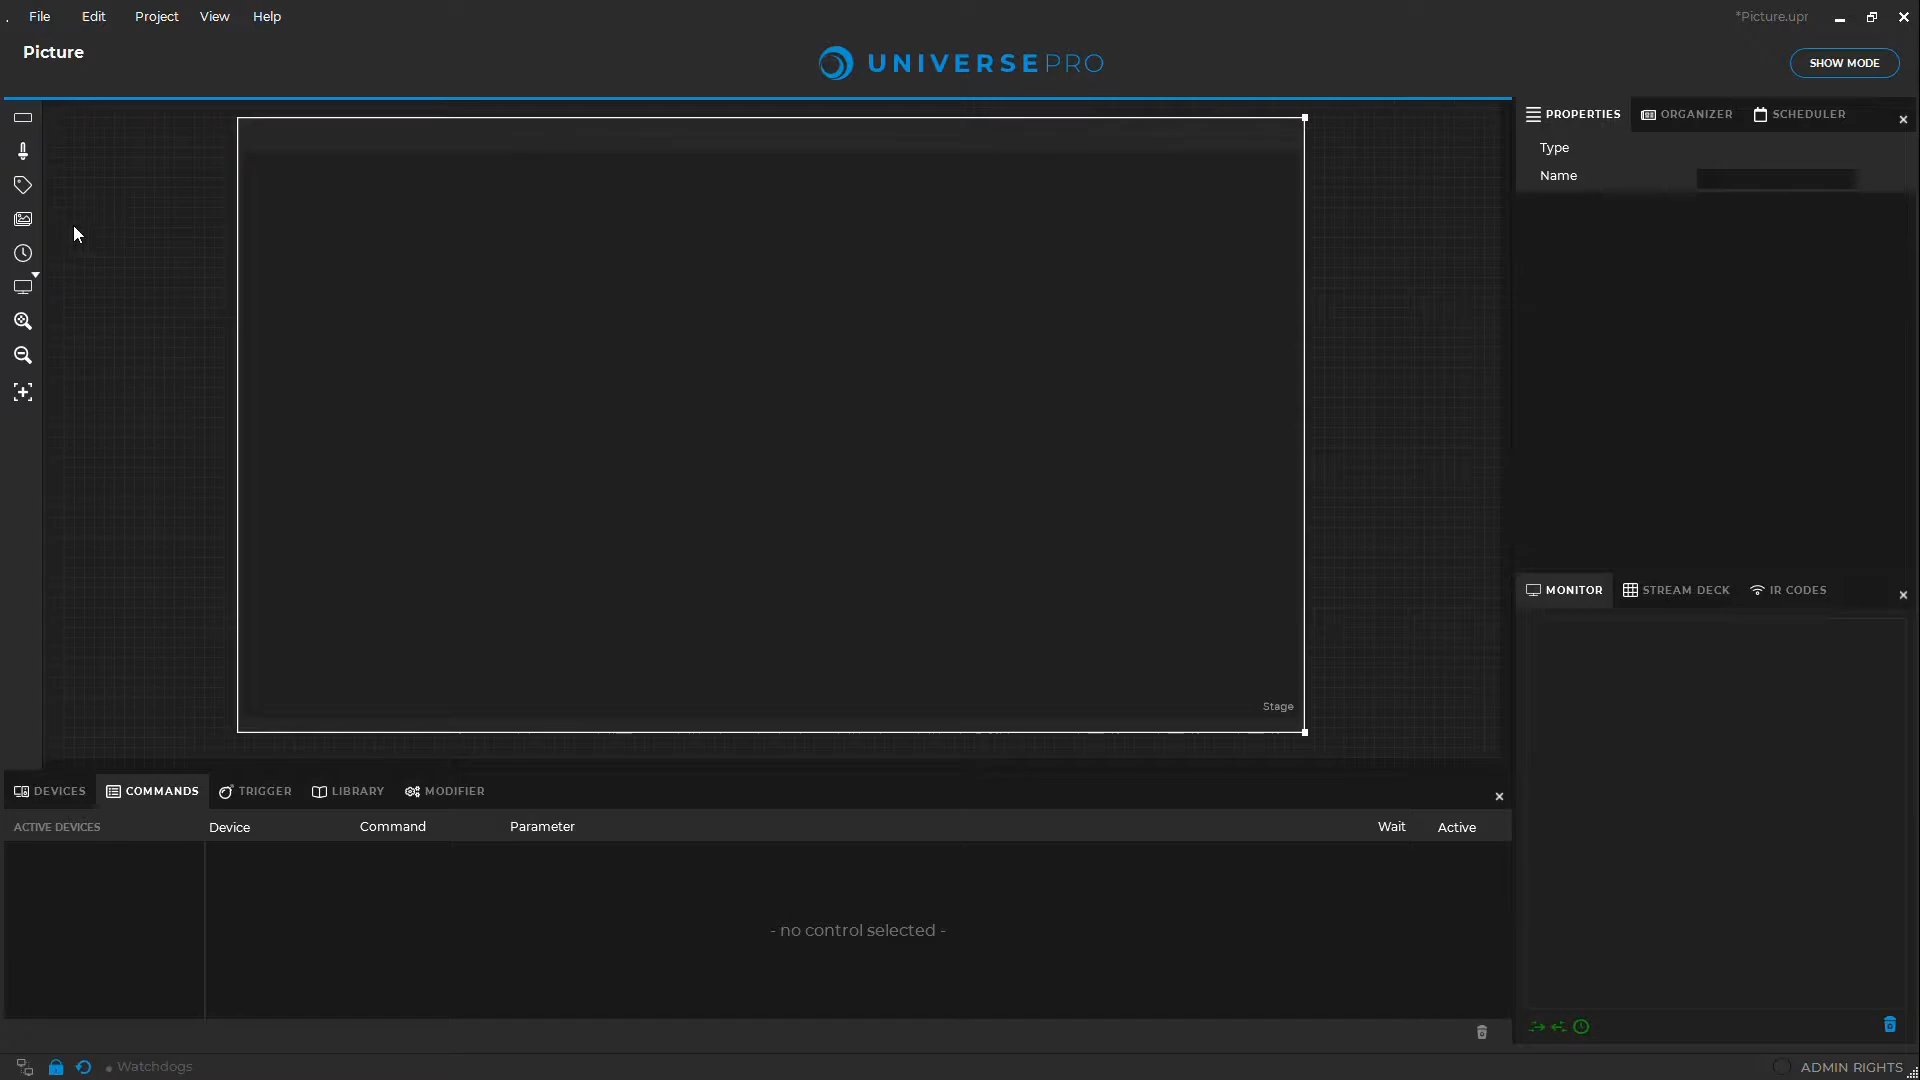 File Edit Project View Help
*Picture.upr
Picture
UNIVERSEPRO
SHOW MODE
PROPERTIES ORGANIZER SCHEDULER
Type
Name
Stage
MONITOR STREAM DECK IR CODES
DEVICES COMMANDS TRIGGER LIBRARY MODIFIER
ACTIVE DEVICES Device Command Parameter Wait Active
- no control selected -
Watchdogs
ADMIN RIGHTS